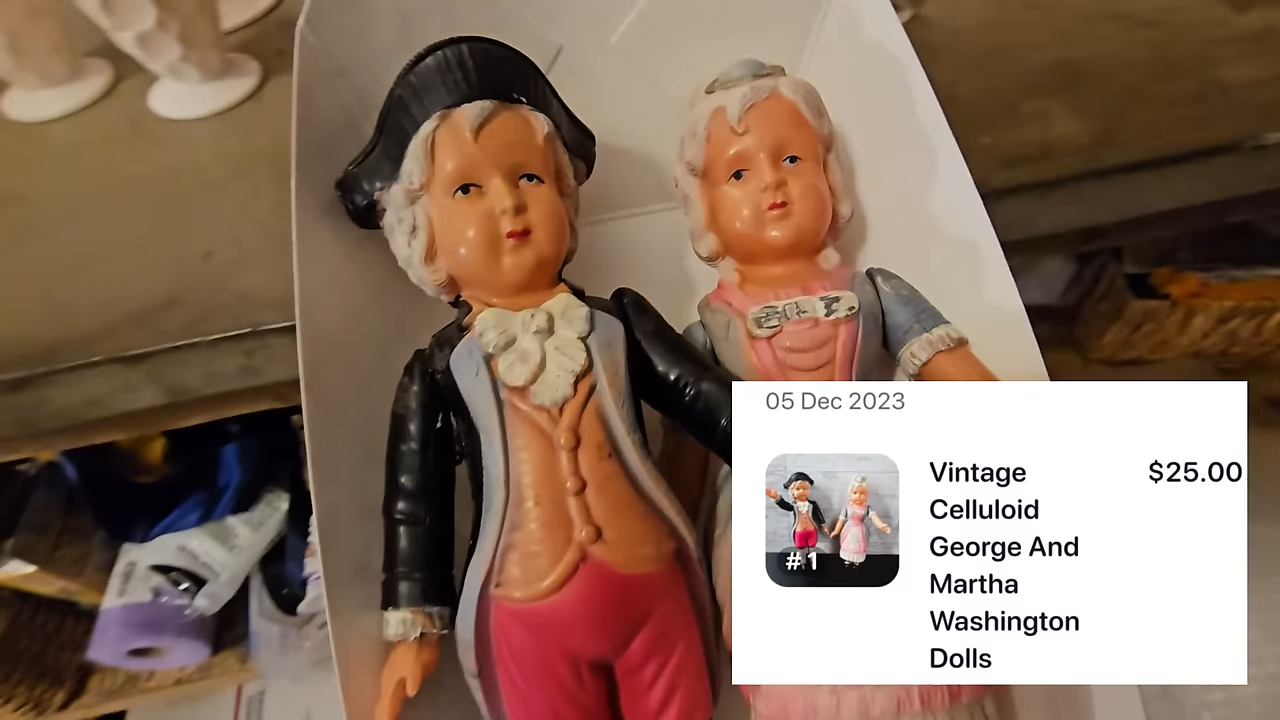 05 Dec 2023
Vintage $25.00
Celluloid
George And
#1
Martha
Washington
Dolls